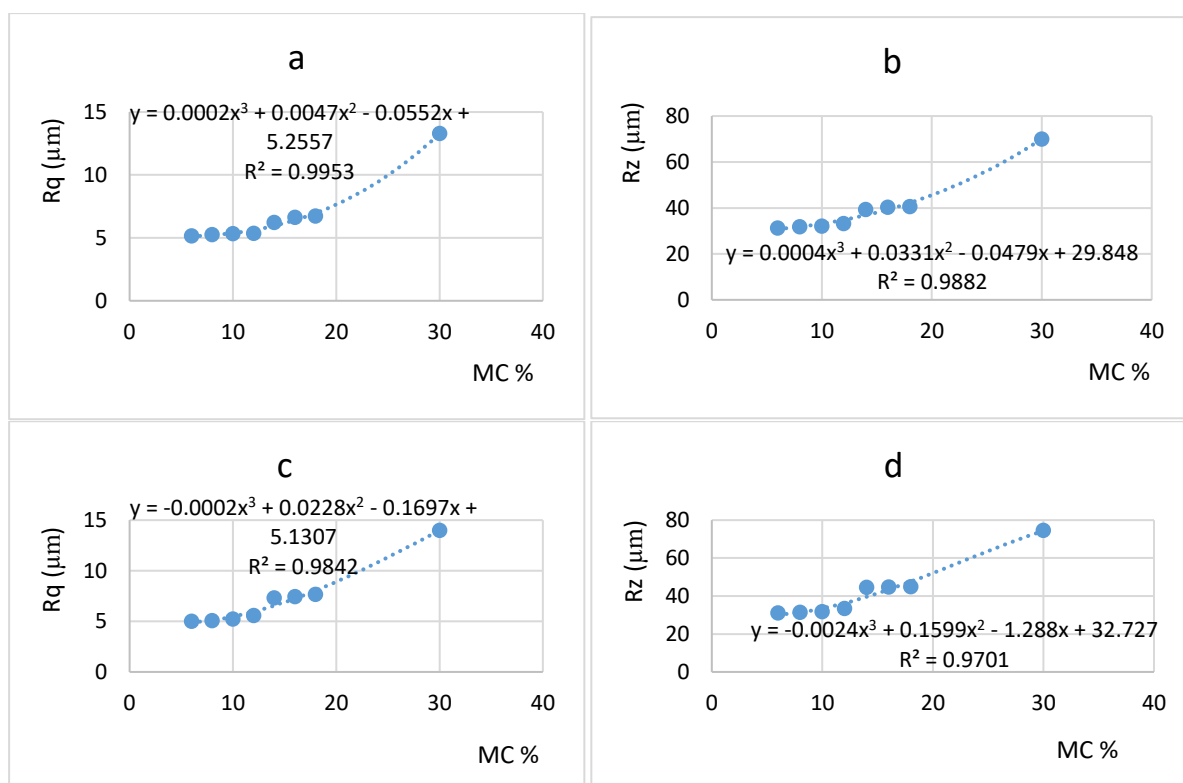 a
y = 0.0002x³ + 0.0047x² - 0.0552x +
5.2557
R² = 0.9953
Rq (µm)
15
10
5
0
0 10 20 30 40
MC %
b
Rz (µm)
80
60
40
20
0
y = 0.0004x³ + 0.0331x² - 0.0479x + 29.848
R² = 0.9882
0 10 20 30 40
MC %
c
y = -0.0002x³ + 0.0228x² - 0.1697x +
5.1307
R² = 0.9842
Rq (µm)
15
10
5
0
0 10 20 30 40
MC %
d
Rz (µm)
80
60
40
20
0
y = -0.0024x³ + 0.1599x² - 1.288x + 32.727
R² = 0.9701
0 10 20 30 40
MC %